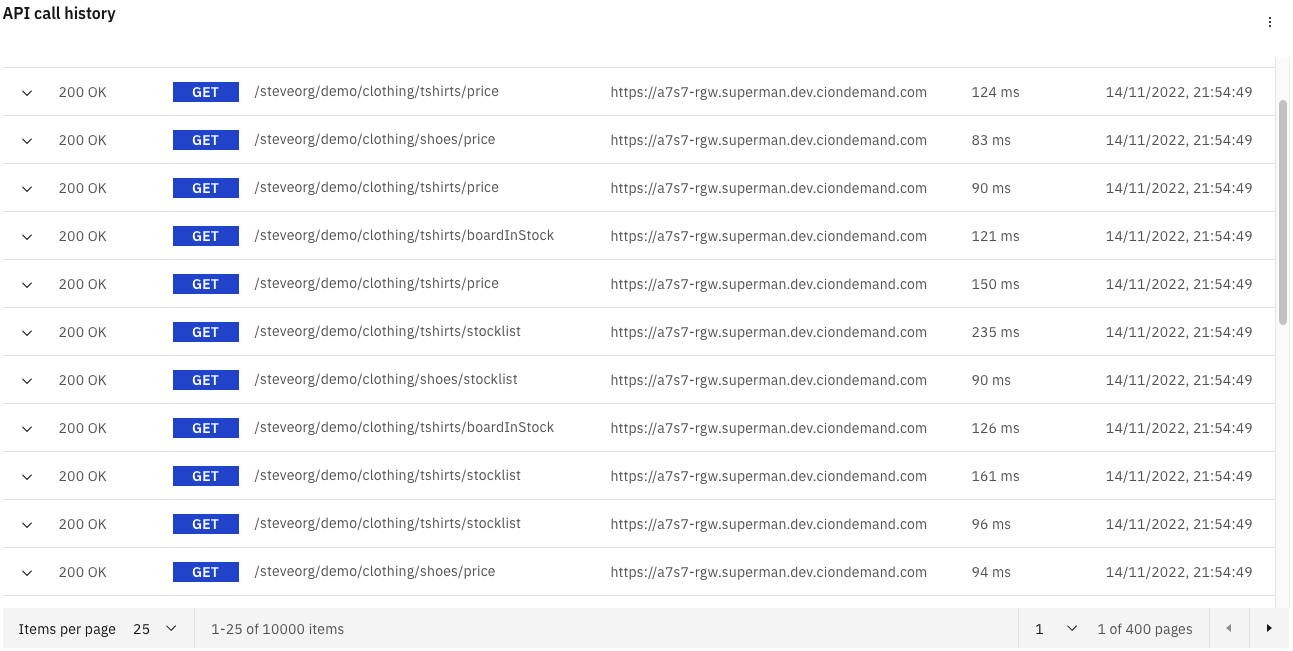 API call history
200 OK GET /steveorg/demo/clothing/tshirts/price https://a7s7-rgw.superman.dev.ciondemand.com 124 ms 14/11/2022, 21:54:49
200 OK GET /steveorg/demo/clothing/shoes/price https://a7s7-rgw.superman.dev.ciondemand.com 83 ms 14/11/2022, 21:54:49
200 OK GET /steveorg/demo/clothing/tshirts/price https://a7s7-rgw.superman.dev.ciondemand.com 90 ms 14/11/2022, 21:54:49
200 OK GET /steveorg/demo/clothing/tshirts/boardInStock https://a7s7-rgw.superman.dev.ciondemand.com 121 ms 14/11/2022, 21:54:49
200 OK GET /steveorg/demo/clothing/tshirts/price https://a7s7-rgw.superman.dev.ciondemand.com 150 ms 14/11/2022, 21:54:49
200 OK GET /steveorg/demo/clothing/tshirts/stocklist https://a7s7-rgw.superman.dev.ciondemand.com 235 ms 14/11/2022, 21:54:49
200 OK GET /steveorg/demo/clothing/shoes/stocklist https://a7s7-rgw.superman.dev.ciondemand.com 90 ms 14/11/2022, 21:54:49
200 OK GET /steveorg/demo/clothing/tshirts/boardInStock https://a7s7-rgw.superman.dev.ciondemand.com 126 ms 14/11/2022, 21:54:49
200 OK GET /steveorg/demo/clothing/tshirts/stocklist https://a7s7-rgw.superman.dev.ciondemand.com 161 ms 14/11/2022, 21:54:49
200 OK GET /steveorg/demo/clothing/tshirts/stocklist https://a7s7-rgw.superman.dev.ciondemand.com 96 ms 14/11/2022, 21:54:49
200 OK GET /steveorg/demo/clothing/shoes/price https://a7s7-rgw.superman.dev.ciondemand.com 94 ms 14/11/2022, 21:54:49
Items per page 25 1-25 of 10000 items 1 1 of 400 pages